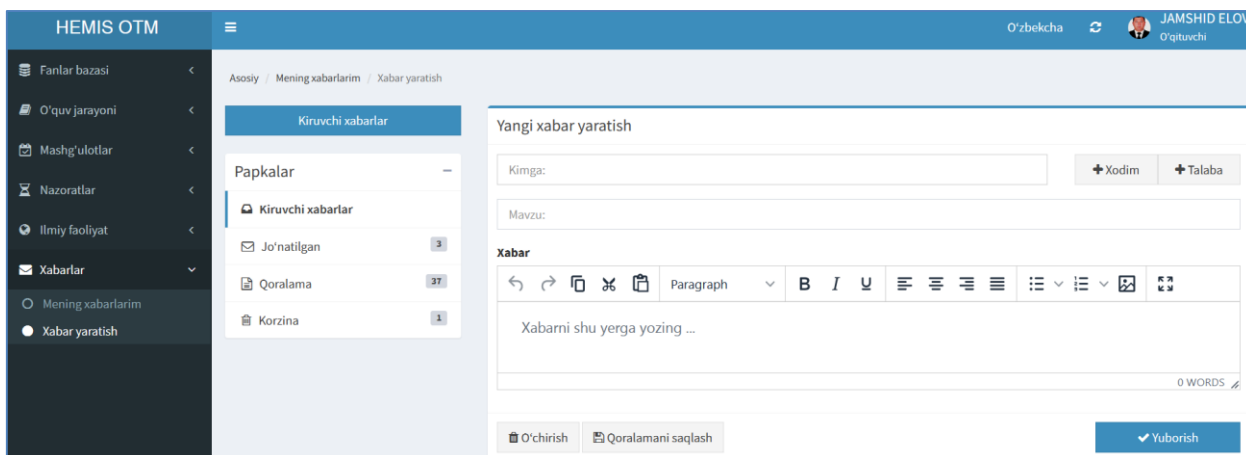 HEMIS OTM
O'zbekcha
JAMSHID ELOV
O'qituvchi
Fanlar bazasi
O'quv jarayoni
Mashg'ulotlar
Nazoratlar
Ilmiy faoliyat
Xabarlar
Mening xabarlarim
Xabar yaratish
Asosiy / Mening xabarlarim / Xabar yaratish
Kiruvchi xabarlar
Papkalar
Kiruvchi xabarlar
Jo'natilgan 3
Qoralama 37
Korzina 1
Yangi xabar yaratish
Kimga:
Xodim
Talaba
Mavzu:
Xabar
Paragraph B I U
Xabarni shu yerga yozing ...
0 WORDS
O'chirish
Qoralamani saqlash
Yuborish